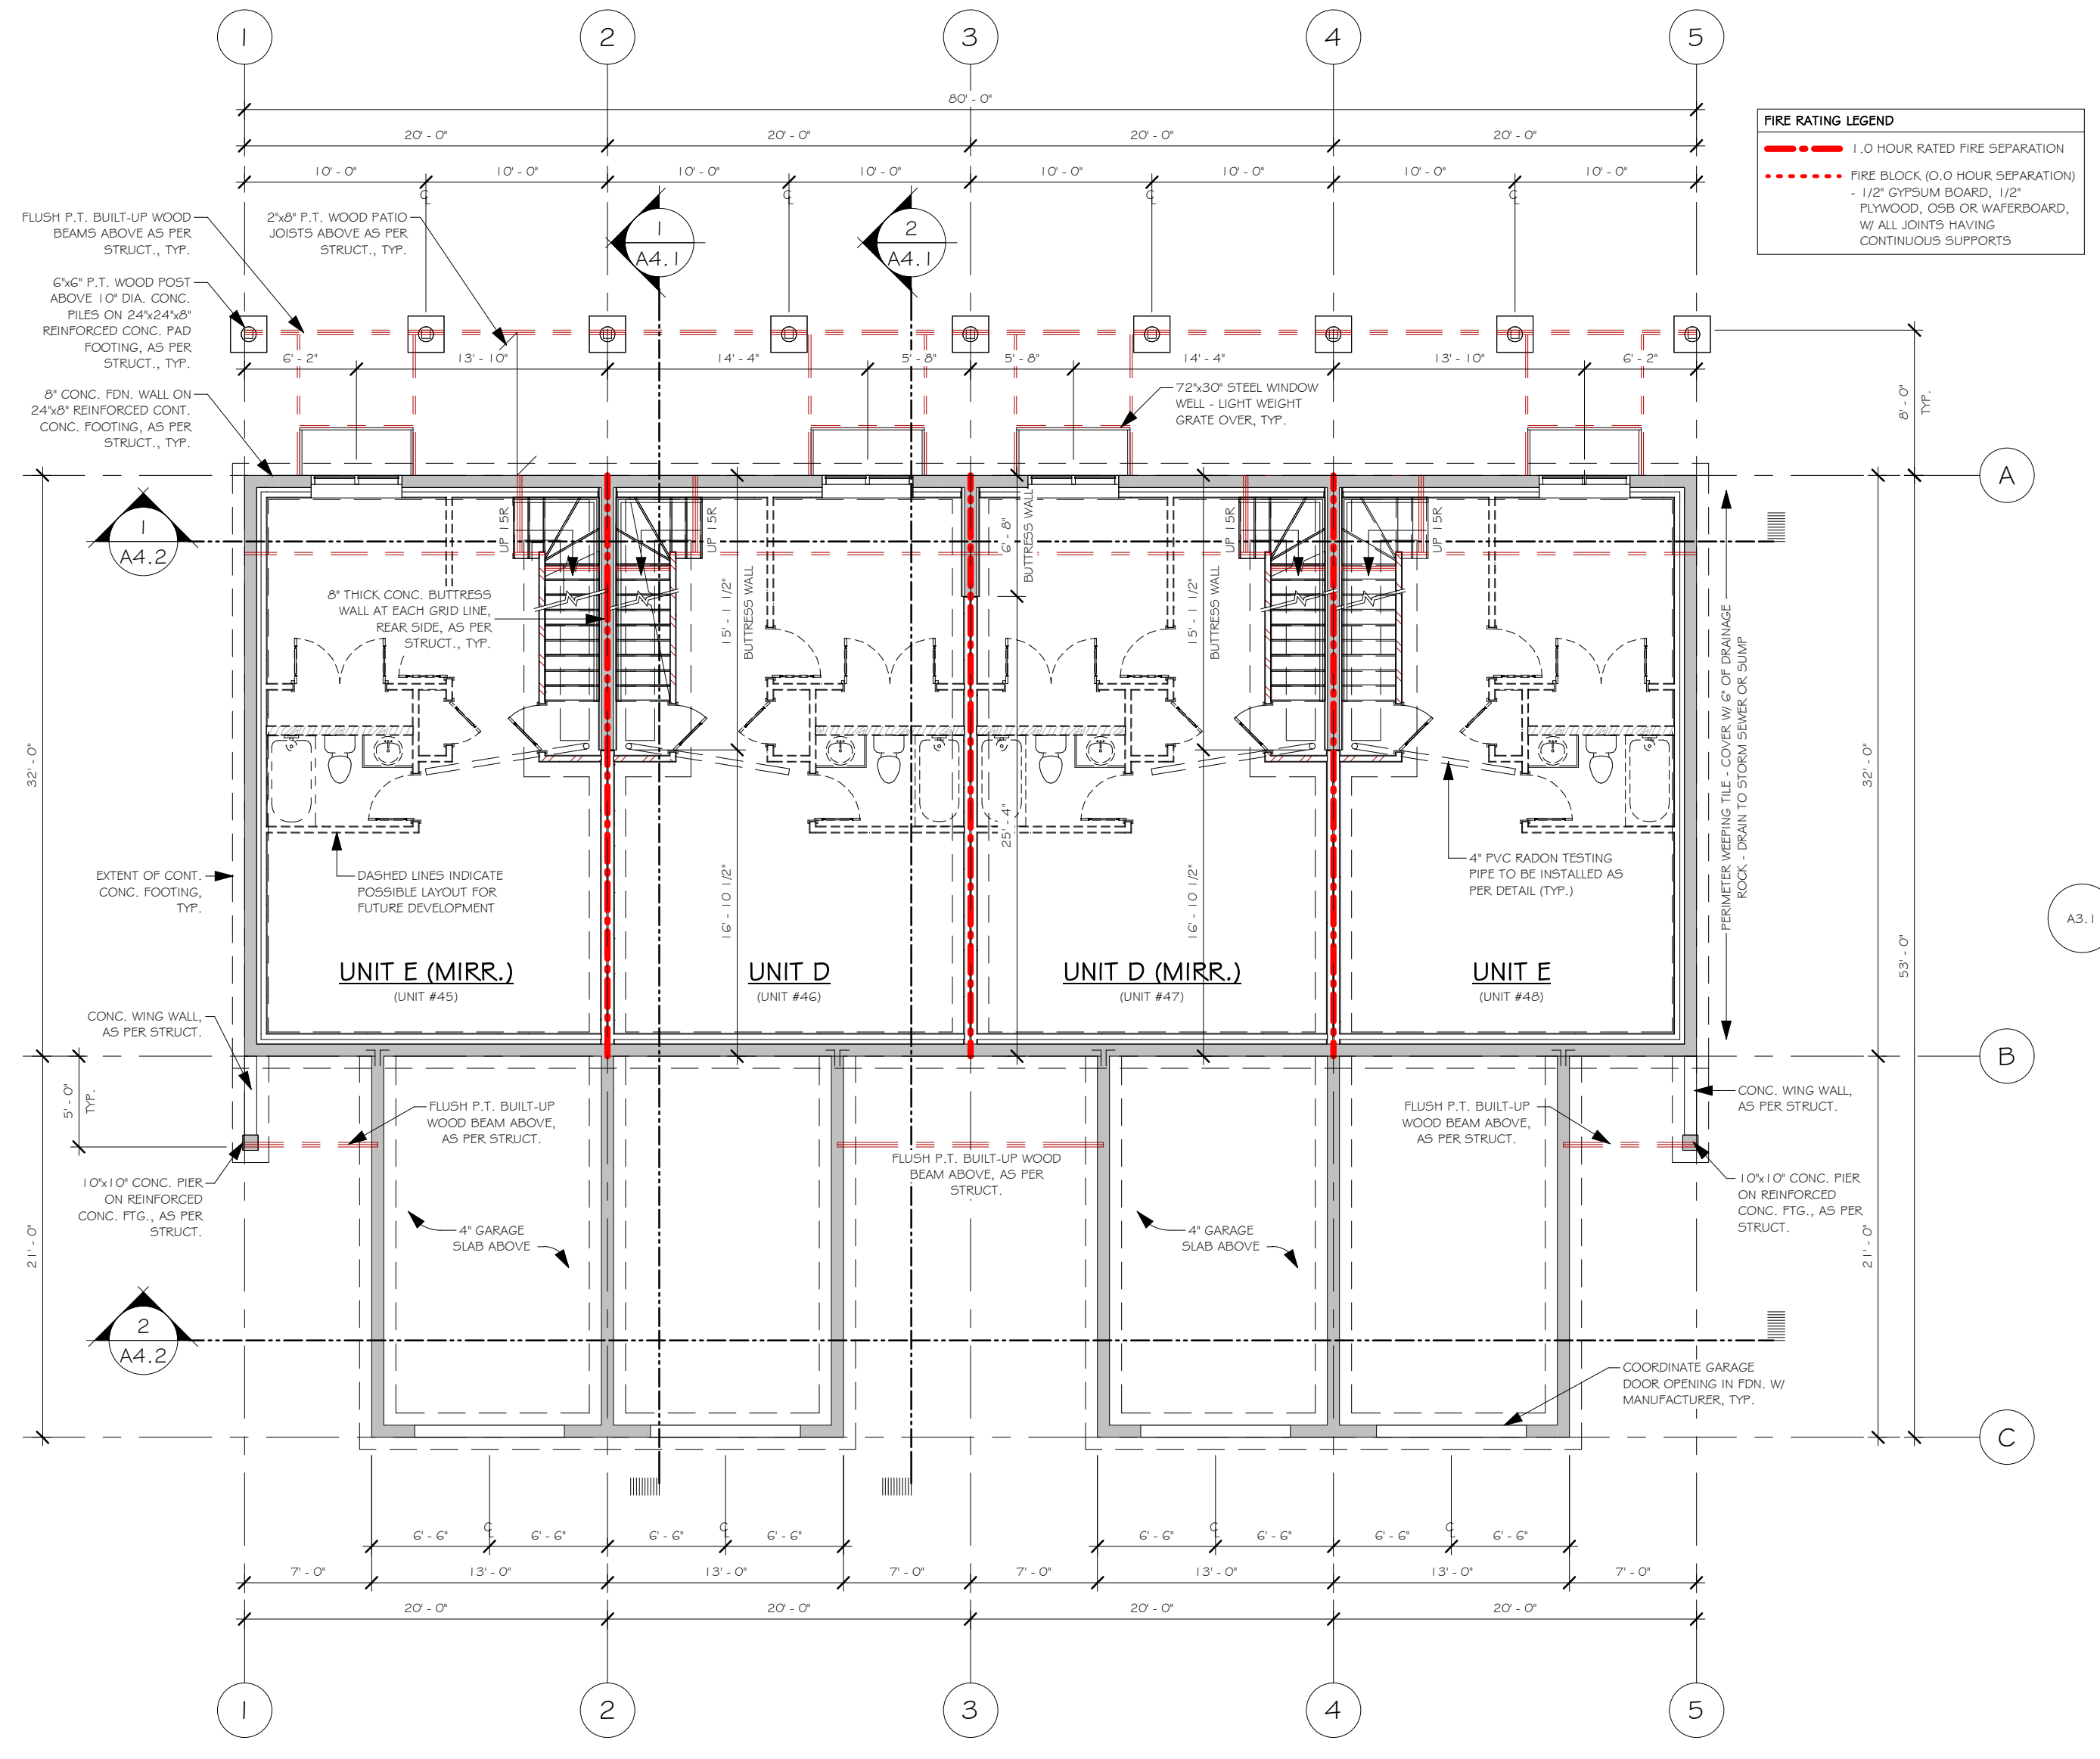 1
2
3
4
5
80' - 0"
20' - 0"
20' - 0"
20' - 0"
20' - 0"
10' - 0"
10' - 0"
10' - 0"
10' - 0"
10' - 0"
10' - 0"
10' - 0"
10' - 0"
FIRE RATING LEGEND
1.0 HOUR RATED FIRE SEPARATION
FIRE BLOCK (0.0 HOUR SEPARATION)
- 1/2" GYPSUM BOARD, 1/2"
PLYWOOD, OSB OR WAFERBOARD,
W/ ALL JOINTS HAVING
CONTINUOUS SUPPORTS
FLUSH P.T. BUILT-UP WOOD
BEAMS ABOVE AS PER
STRUCT., TYP.
2"x8" P.T. WOOD PATIO
JOISTS ABOVE AS PER
STRUCT., TYP.
1
A4.1
2
A4.1
6"x6" P.T. WOOD POST
ABOVE 10" DIA. CONC.
PILES ON 24"x24"x8"
REINFORCED CONC. PAD
FOOTING, AS PER
STRUCT., TYP.
6' - 2"
13' - 10"
14' - 4"
5' - 8"
5' - 8"
14' - 4"
13' - 10"
6' - 2"
8" CONC. FDN. WALL ON
24"x8" REINFORCED CONT.
CONC. FOOTING, AS PER
STRUCT., TYP.
72"x30" STEEL WINDOW
WELL - LIGHT WEIGHT
GRATE OVER, TYP.
8' - 0"
TYP.
A
1
A4.2
UP 15R
UP 15R
UP 15R
UP 15R
6' - 8"
BUTTRESS WALL
15' - 1 1/2"
BUTTRESS WALL
15' - 1 1/2"
BUTTRESS WALL
8" THICK CONC. BUTTRESS
WALL AT EACH GRID LINE,
REAR SIDE, AS PER
STRUCT., TYP.
PERIMETER WEEPING TILE - COVER W/ 6" OF DRAINAGE
ROCK - DRAIN TO STORM SEWER OR SUMP
32' - 0"
32' - 0"
53' - 0"
25' - 4"
16' - 10 1/2"
16' - 10 1/2"
EXTENT OF CONT.
CONC. FOOTING,
TYP.
DASHED LINES INDICATE
POSSIBLE LAYOUT FOR
FUTURE DEVELOPMENT
4" PVC RADON TESTING
PIPE TO BE INSTALLED AS
PER DETAIL (TYP.)
A3.1
UNIT E (MIRR.)
(UNIT #45)
UNIT D
(UNIT #46)
UNIT D (MIRR.)
(UNIT #47)
UNIT E
(UNIT #48)
CONC. WING WALL,
AS PER STRUCT.
B
5' - 0"
TYP.
FLUSH P.T. BUILT-UP
WOOD BEAM ABOVE,
AS PER STRUCT.
FLUSH P.T. BUILT-UP WOOD
BEAM ABOVE, AS PER
STRUCT.
FLUSH P.T. BUILT-UP
WOOD BEAM ABOVE,
AS PER STRUCT.
CONC. WING WALL,
AS PER STRUCT.
10"x10" CONC. PIER
ON REINFORCED
CONC. FTG., AS PER
STRUCT.
10"x10" CONC. PIER
ON REINFORCED
CONC. FTG., AS PER
STRUCT.
4" GARAGE
SLAB ABOVE
4" GARAGE
SLAB ABOVE
21' - 0"
21' - 0"
2
A4.2
COORDINATE GARAGE
DOOR OPENING IN FDN. W/
MANUFACTURER, TYP.
C
6' - 6"
6' - 6"
6' - 6"
6' - 6"
6' - 6"
6' - 6"
6' - 6"
6' - 6"
7' - 0"
13' - 0"
13' - 0"
7' - 0"
7' - 0"
13' - 0"
13' - 0"
7' - 0"
20' - 0"
20' - 0"
20' - 0"
20' - 0"
1
2
3
4
5